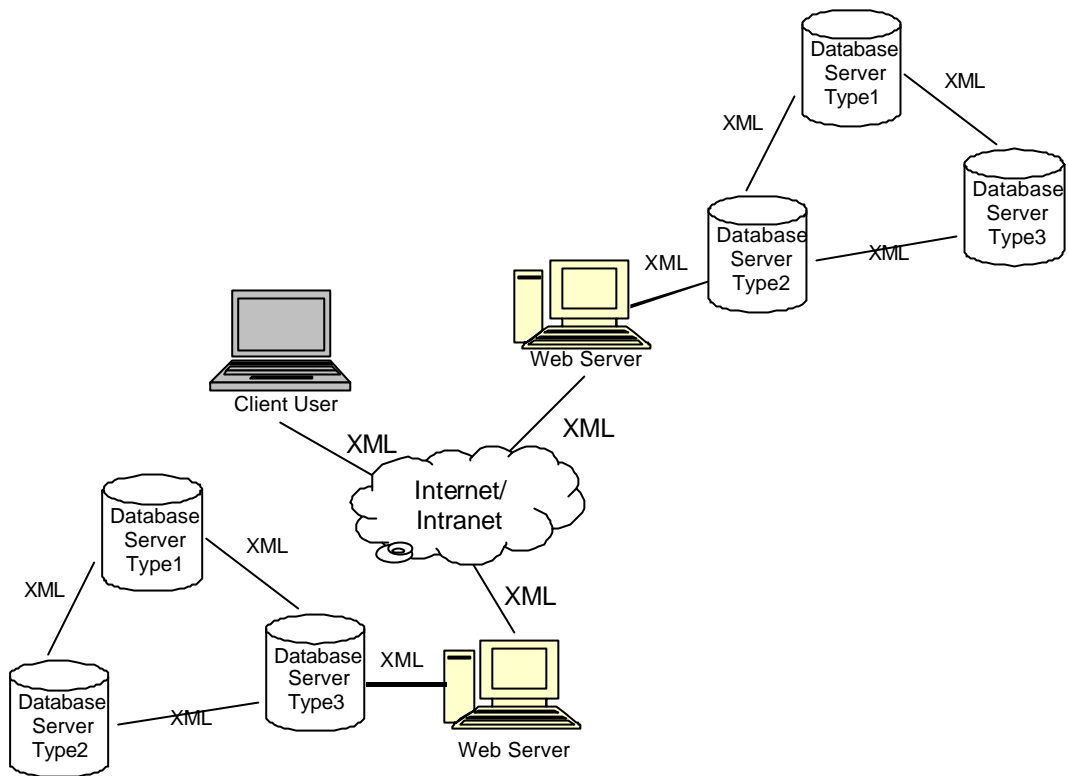 Database
Server
Type1
XML
XML
Database
Server
Type3
Database
Server
Type2
XML
XML
Web Server
Client User
XML
XML
Internet/
Intranet
Database
Server
Type1
XML
XML
XML
Database
Server
Type3
XML
Database
Server
Type2
XML
Web Server